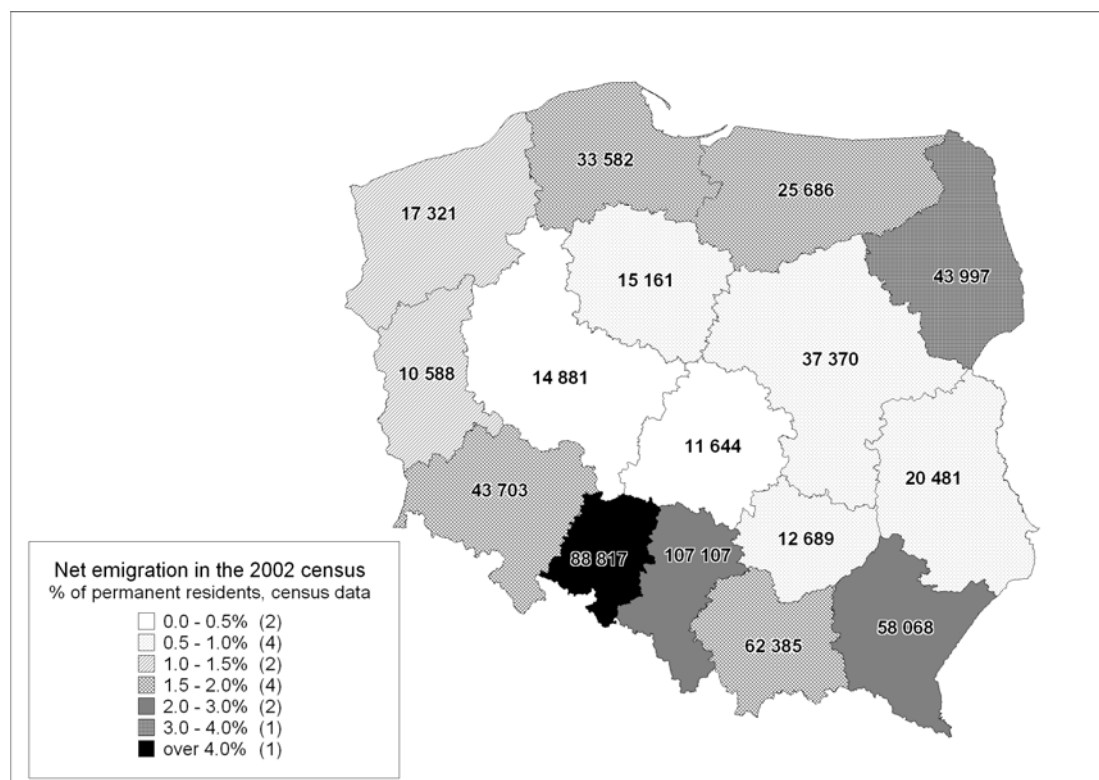 33 582
25 686
17 321
43 997
15 161
37 370
10 588
14 881
11 644
20 481
43 703
12 689
88 817
107 107
58 068
62 385
Net emigration in the 2002 census
% of permanent residents, census data
0.0 - 0.5% (2)
0.5 - 1.0% (4)
1.0 - 1.5% (2)
1.5 - 2.0% (4)
2.0 - 3.0% (2)
3.0 - 4.0% (1)
over 4.0% (1)